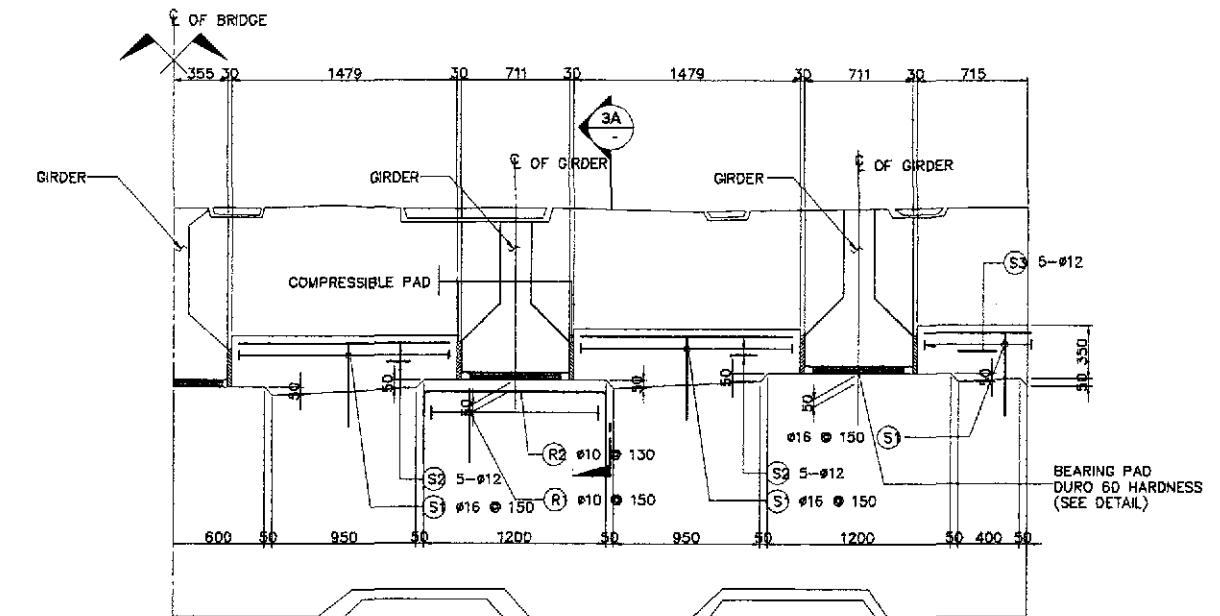 ℄ OF BRIDGE
355 30 1479 30 711 30 1479 30 711 30 715
3A
-
℄ OF GIRDER
℄ OF GIRDER
GIRDER
GIRDER
GIRDER
S3 5-ø12
COMPRESSIBLE PAD
350
50
50
50
50
50
50
50
50
ø16 @ 150 S1
R2 ø10 @ 130
S2 5-ø12
S2 5-ø12
BEARING PAD
DURO 60 HARDNESS
(SEE DETAIL)
S1 ø16 @ 150
R ø10 @ 150
S ø16 @ 150
600 50 950 50 1200 50 950 50 1200 50 400 50